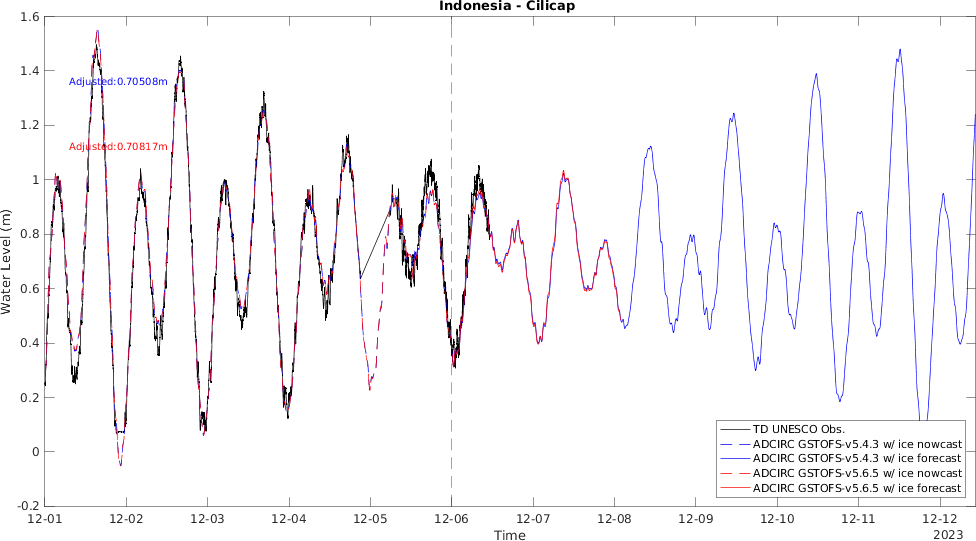 Indonesia - Cilicap
1.6
1.4
1.2
1
0.8
0.6
0.4
0.2
0
-0.2
Water Level (m)
Adjusted:0.70508m
Adjusted:0.70817m
TD UNESCO Obs.
ADCIRC GSTOFS-v5.4.3 w/ ice nowcast
ADCIRC GSTOFS-v5.4.3 w/ ice forecast
ADCIRC GSTOFS-v5.6.5 w/ ice nowcast
ADCIRC GSTOFS-v5.6.5 w/ ice forecast
12-01 12-02 12-03 12-04 12-05 12-06 12-07 12-08 12-09 12-10 12-11 12-12
Time
2023